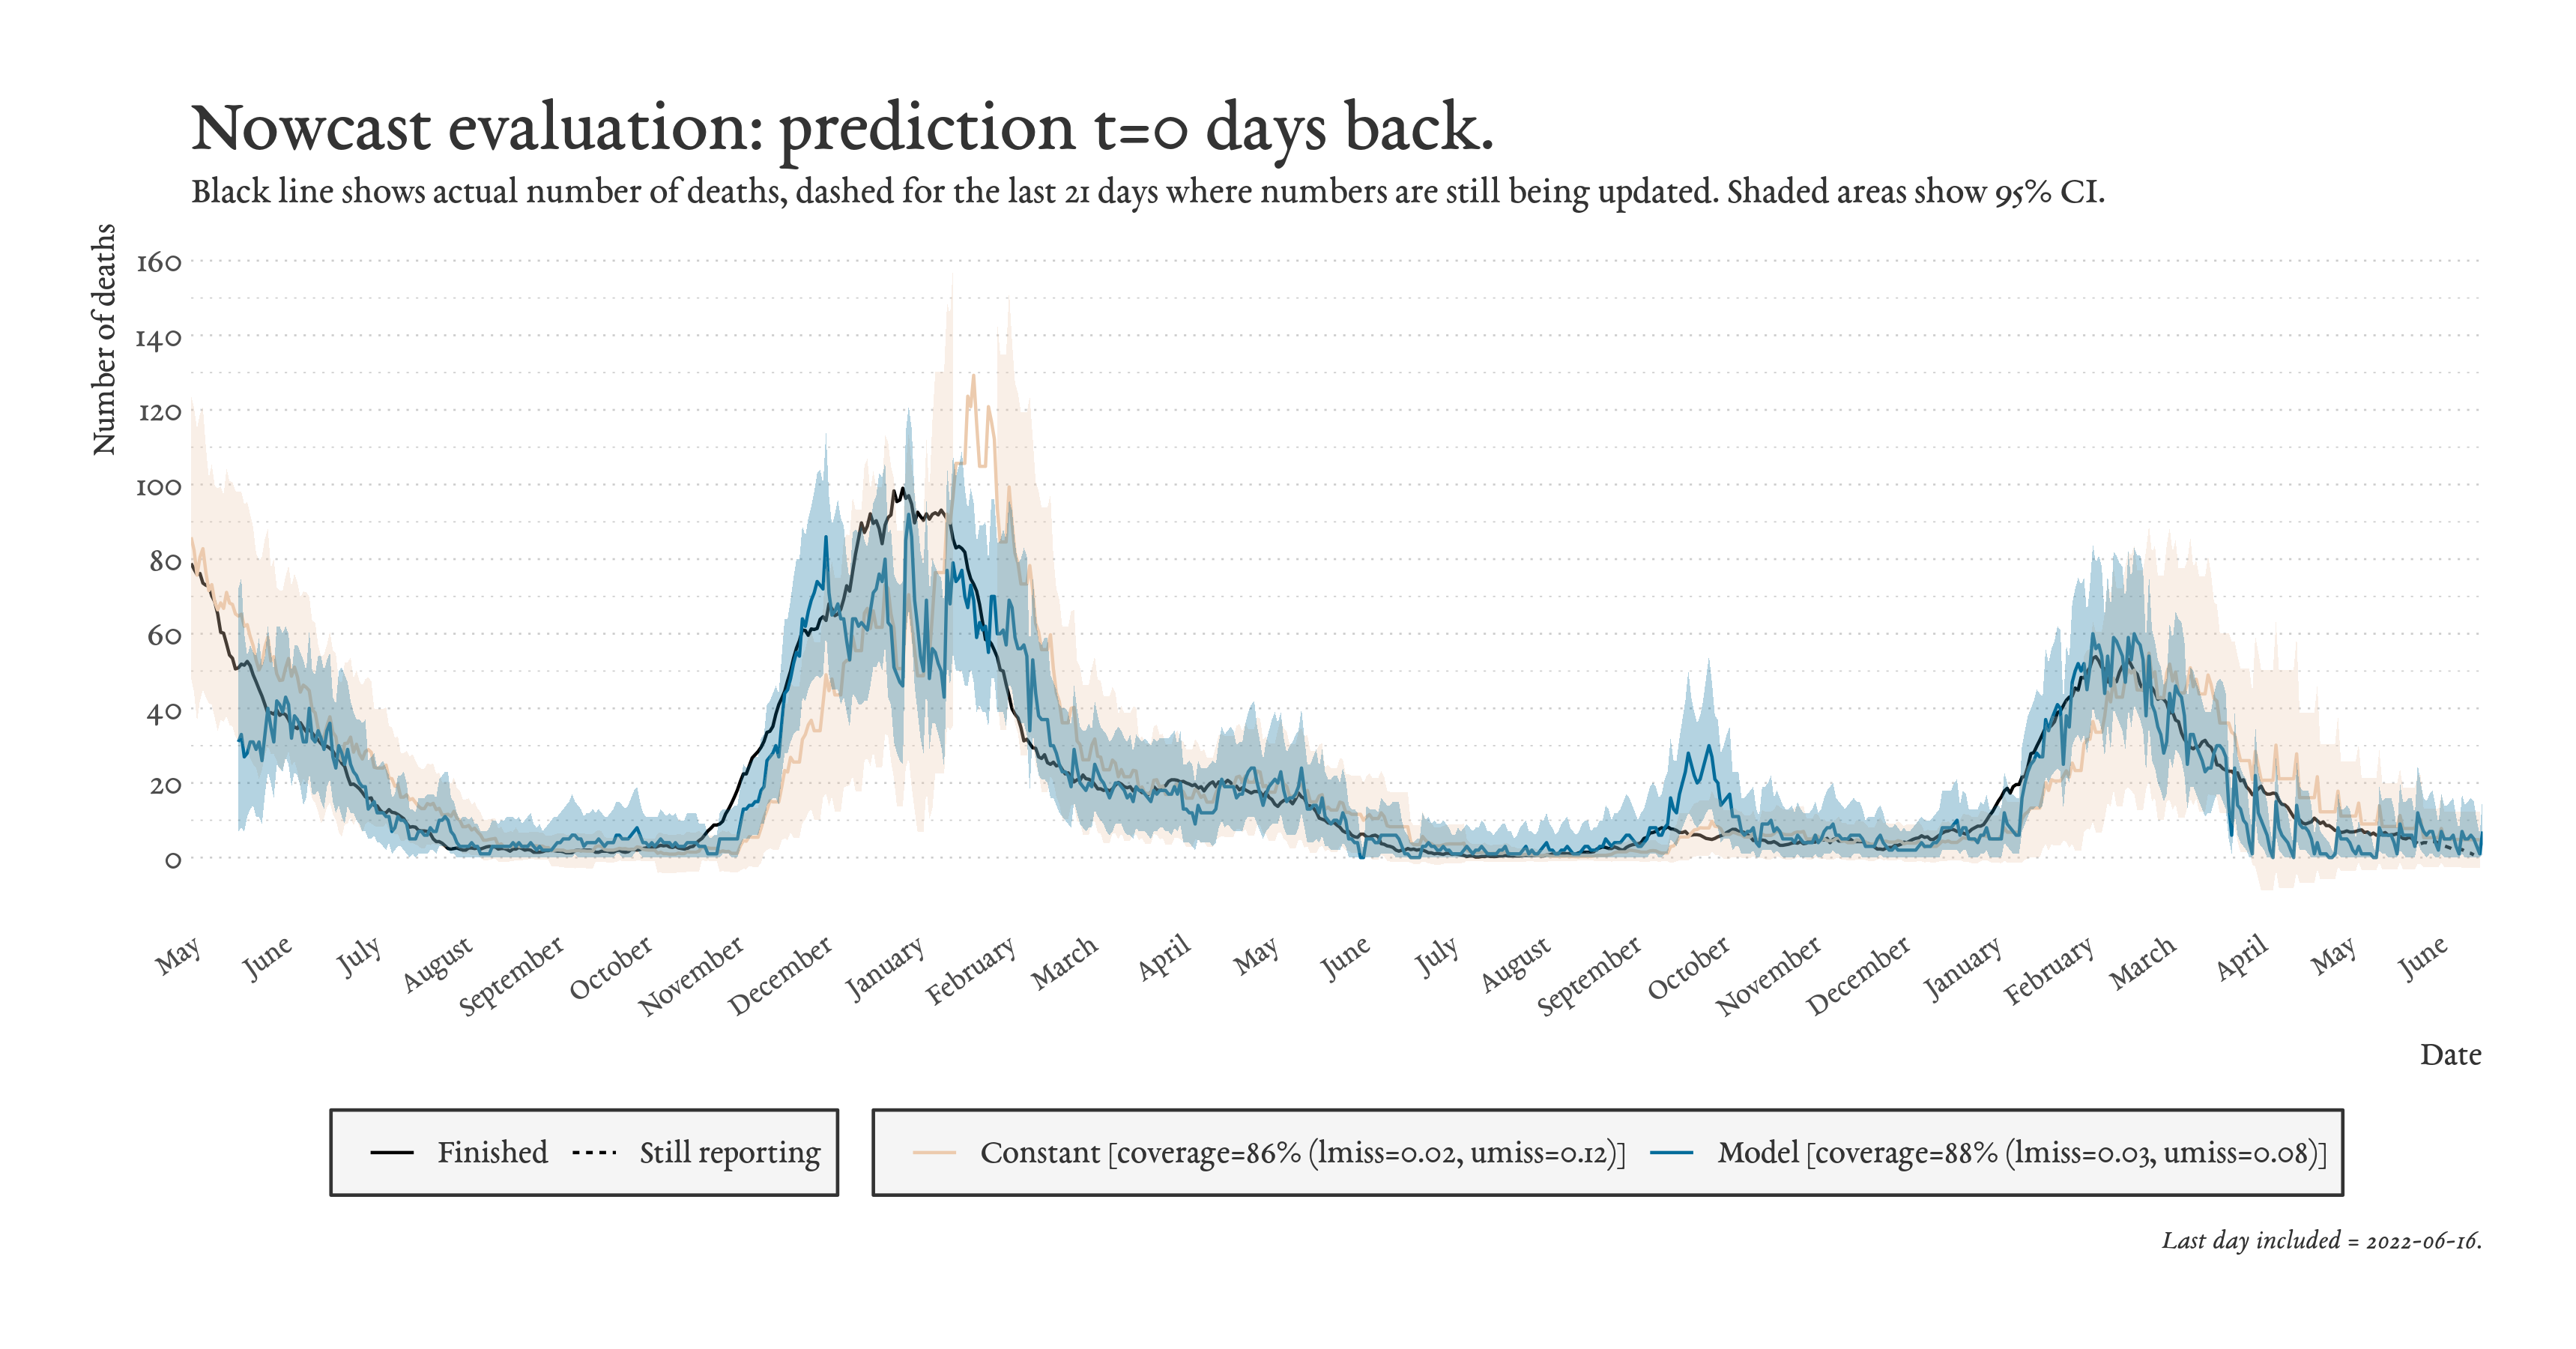 Nowcast evaluation: prediction t=0 days back.
Black line shows actual number of deaths, dashed for the last 21 days where numbers are still being updated. Shaded areas show 95% CI.
Number of deaths
160
140
120
100
80
60
40
20
0
May June July August September October November December January February March April May June July August September October November December January February March April May June
Date
Finished Still reporting Constant [coverage=86% (lmiss=0.02, umiss=0.12)] Model [coverage=88% (lmiss=0.03, umiss=0.08)]
Last day included = 2022-06-16.